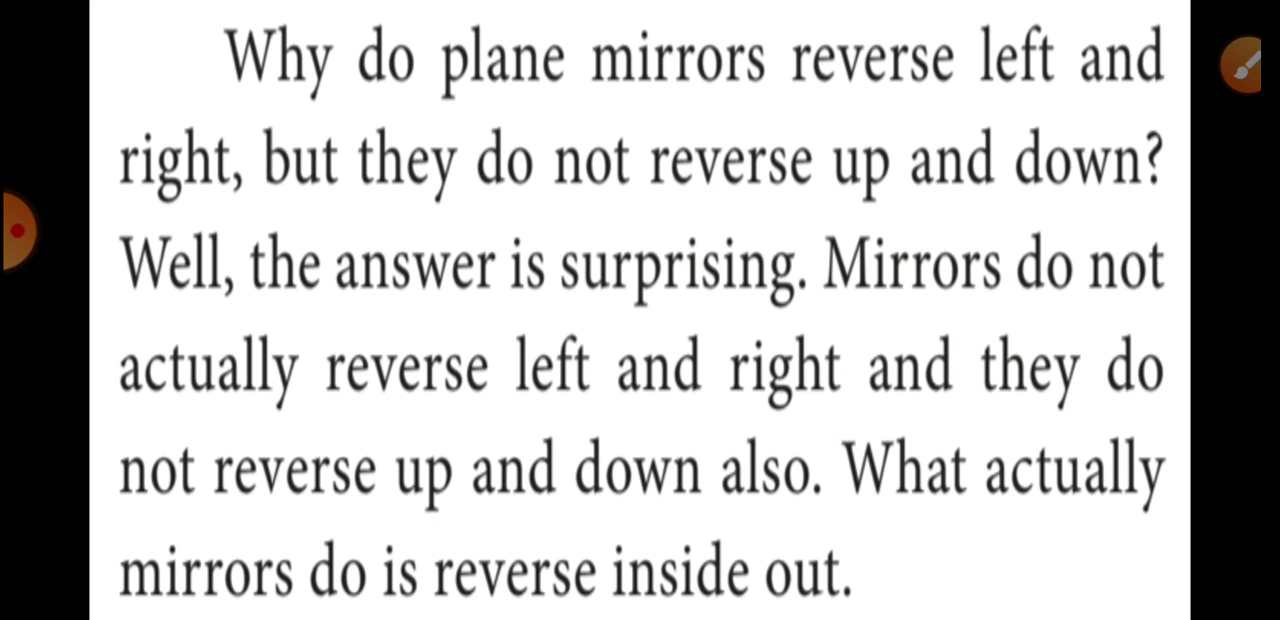 Why do plane mirrors reverse left and
right, but they do not reverse up and down?
Well, the answer is surprising. Mirrors do not
actually reverse left and right and they do
not reverse up and down also. What actually
mirrors do is reverse inside out.